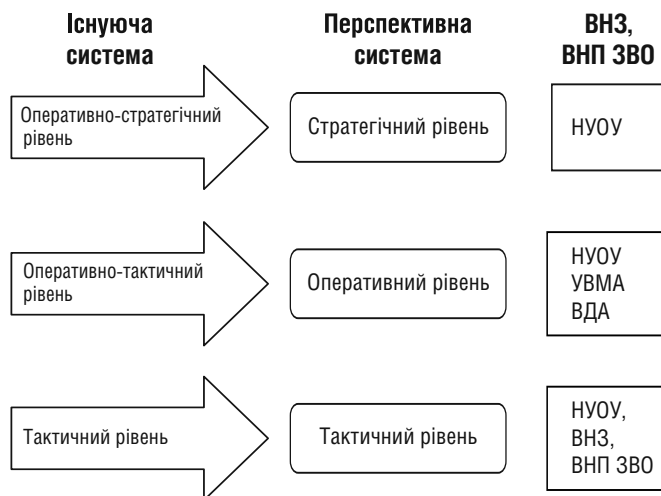 Існуюча
система
Перспективна
система
ВНЗ,
ВНП ЗВО
Оперативно-стратегічний
рівень
Стратегічний рівень
НУОУ
Оперативно-тактичний
рівень
Оперативний рівень
НУОУ
УВМА
ВДА
Тактичний рівень
Тактичний рівень
НУОУ,
ВНЗ,
ВНП ЗВО